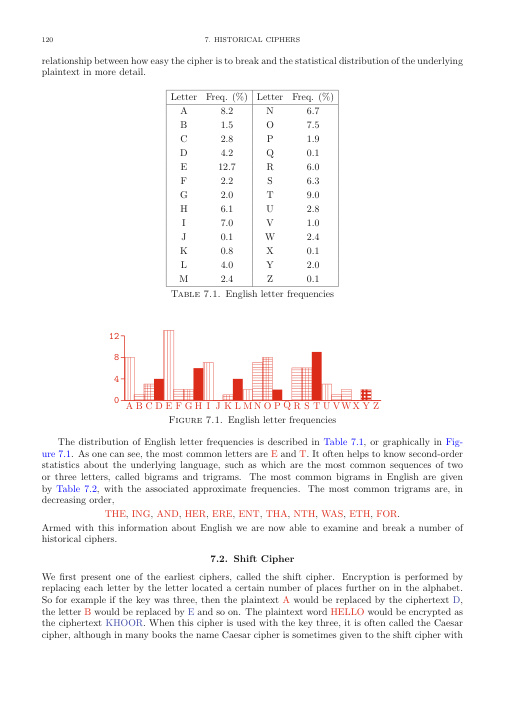 120
7. HISTORICAL CIPHERS
relationship between how easy the cipher is to break and the statistical distribution of the underlying
plaintext in more detail.
Letter Freq. (%) Letter Freq. (%)
A 8.2 N 6.7
B 1.5 O 7.5
C 2.8 P 1.9
D 4.2 Q 0.1
E 12.7 R 6.0
F 2.2 S 6.3
G 2.0 T 9.0
H 6.1 U 2.8
I 7.0 V 1.0
J 0.1 W 2.4
K 0.8 X 0.1
L 4.0 Y 2.0
M 2.4 Z 0.1
Table 7.1. English letter frequencies
12
8
4
0
A B C D E F G H I J K L M N O P Q R S T U V W X Y Z
Figure 7.1. English letter frequencies
The distribution of English letter frequencies is described in Table 7.1, or graphically in Fig-
ure 7.1. As one can see, the most common letters are E and T. It often helps to know second-order
statistics about the underlying language, such as which are the most common sequences of two
or three letters, called bigrams and trigrams. The most common bigrams in English are given
by Table 7.2, with the associated approximate frequencies. The most common trigrams are, in
decreasing order,
THE, ING, AND, HER, ERE, ENT, THA, NTH, WAS, ETH, FOR.
Armed with this information about English we are now able to examine and break a number of
historical ciphers.
7.2. Shift Cipher
We first present one of the earliest ciphers, called the shift cipher. Encryption is performed by
replacing each letter by the letter located a certain number of places further on in the alphabet.
So for example if the key was three, then the plaintext A would be replaced by the ciphertext D,
the letter B would be replaced by E and so on. The plaintext word HELLO would be encrypted as
the ciphertext KHOOR. When this cipher is used with the key three, it is often called the Caesar
cipher, although in many books the name Caesar cipher is sometimes given to the shift cipher with